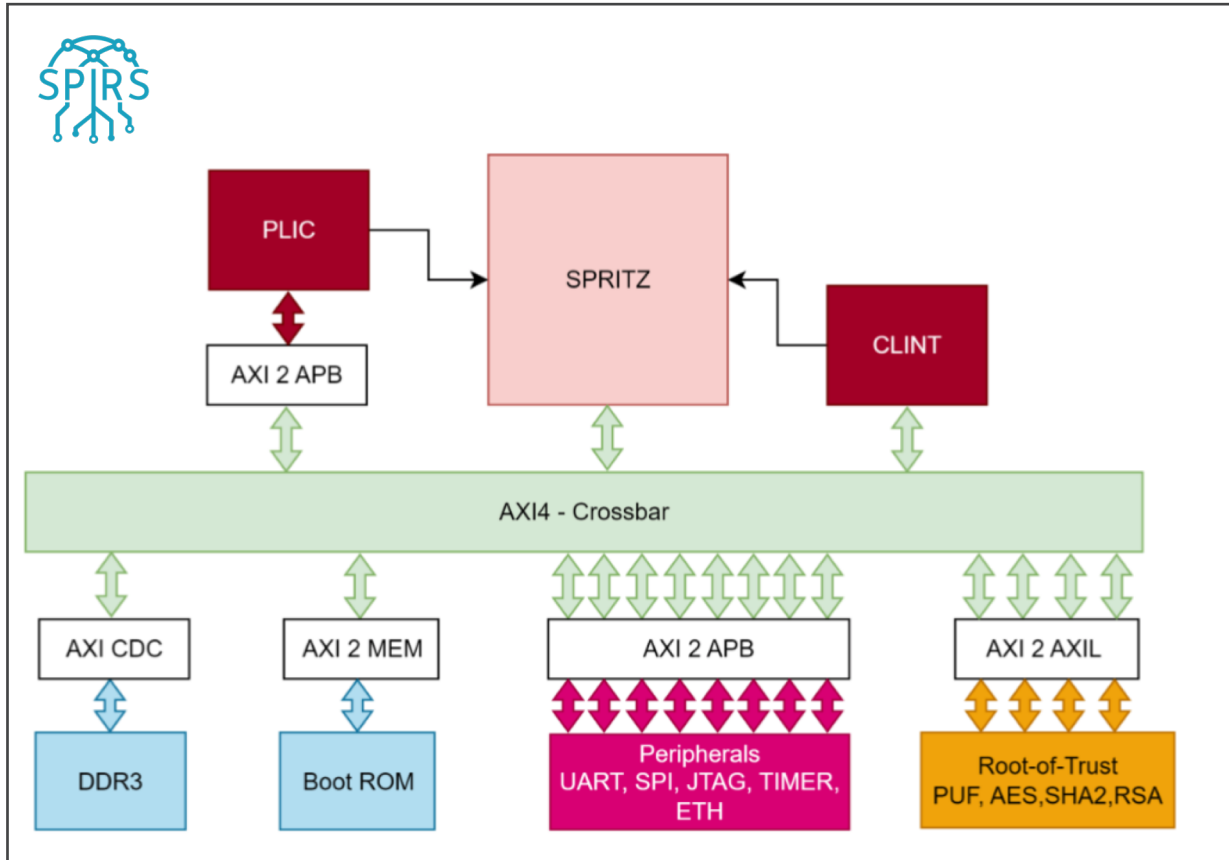 SPIRS
PLIC
SPRITZ
CLINT
AXI 2 APB
AXI4 - Crossbar
AXI CDC
AXI 2 MEM
AXI 2 APB
AXI 2 AXIL
DDR3
Boot ROM
Peripherals
UART, SPI, JTAG, TIMER,
ETH
Root-of-Trust
PUF, AES,SHA2,RSA